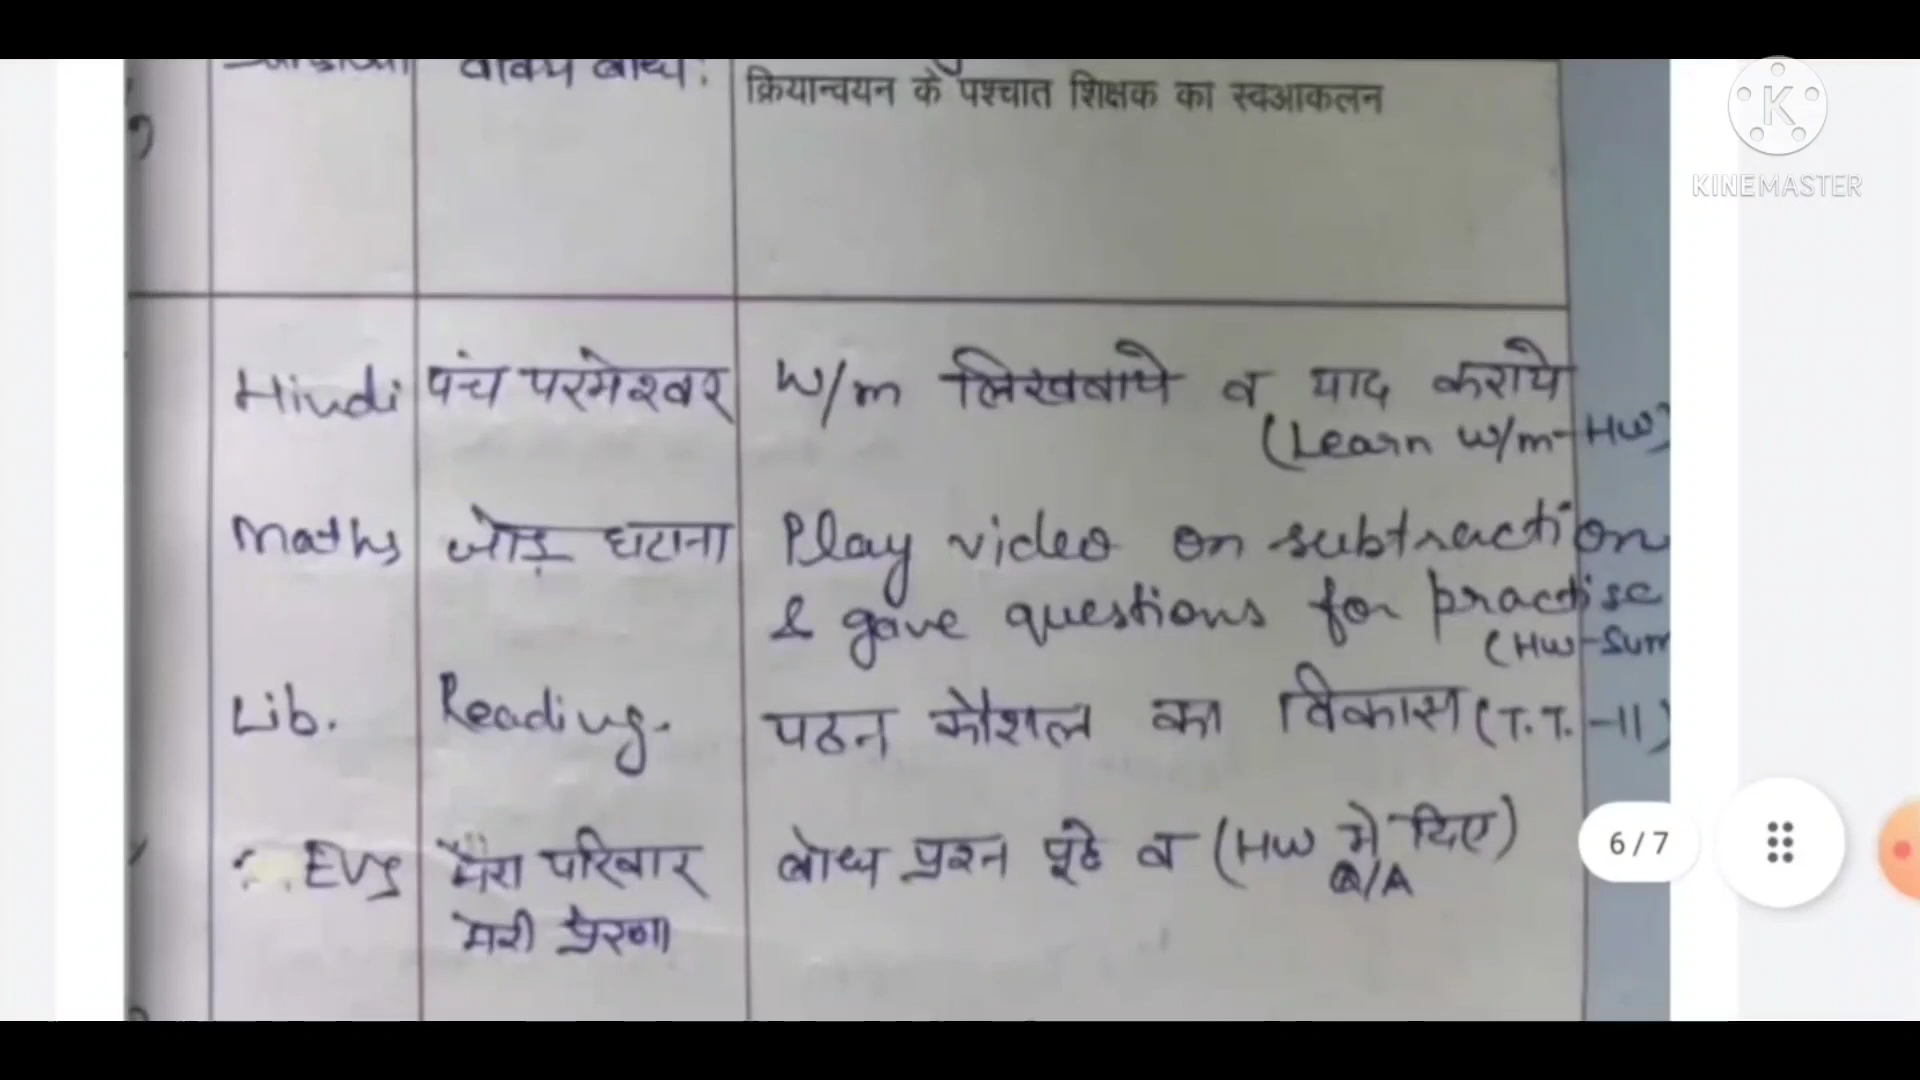 वाक्य बोध :
क्रियान्वयन के पश्चात शिक्षक का स्वआकलन
KINEMASTER
Hindi पंच परमेश्वर W/m लिखबाये व याद कराये
(Learn W/m-HW)
Maths जोड़ घटाना Play video on subtraction
& gave questions for practise
(HW-Sum
Lib. Reading. पठन कौशल का विकास (T.T.-11)
EVS मेरा परिवार बोध प्रश्न पूछे व (HW मे दिए)
Q/A
मेरी प्रेरणा
6/7